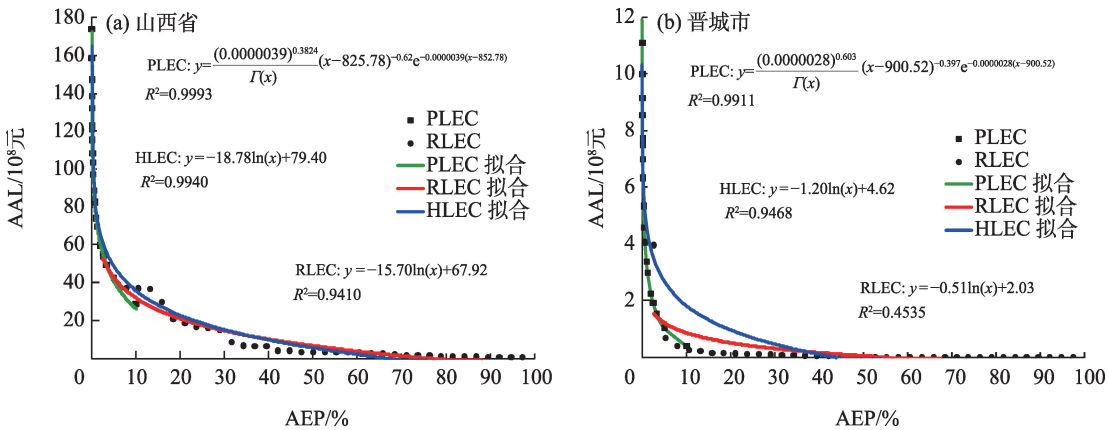 (a) 山西省
PLEC: y=(0.0000039)^0.3824/Γ(x) (x−825.78)^−0.62 e^−0.0000039(x−852.78)
R²=0.9993
HLEC: y=−18.78ln(x)+79.40
R²=0.9940
RLEC: y=−15.70ln(x)+67.92
R²=0.9410
PLEC
RLEC
PLEC 拟合
RLEC 拟合
HLEC 拟合
AAL/10⁸元
180
160
140
120
100
80
60
40
20
0 10 20 30 40 50 60 70 80 90 100
AEP/%
(b) 晋城市
PLEC: y=(0.0000028)^0.603/Γ(x) (x−900.52)^−0.397 e^−0.0000028(x−900.52)
R²=0.9911
PLEC
RLEC
PLEC 拟合
RLEC 拟合
HLEC 拟合
HLEC: y=−1.20ln(x)+4.62
R²=0.9468
RLEC: y=−0.51ln(x)+2.03
R²=0.4535
AAL/10⁸元
12
10
8
6
4
2
0 10 20 30 40 50 60 70 80 90 100
AEP/%